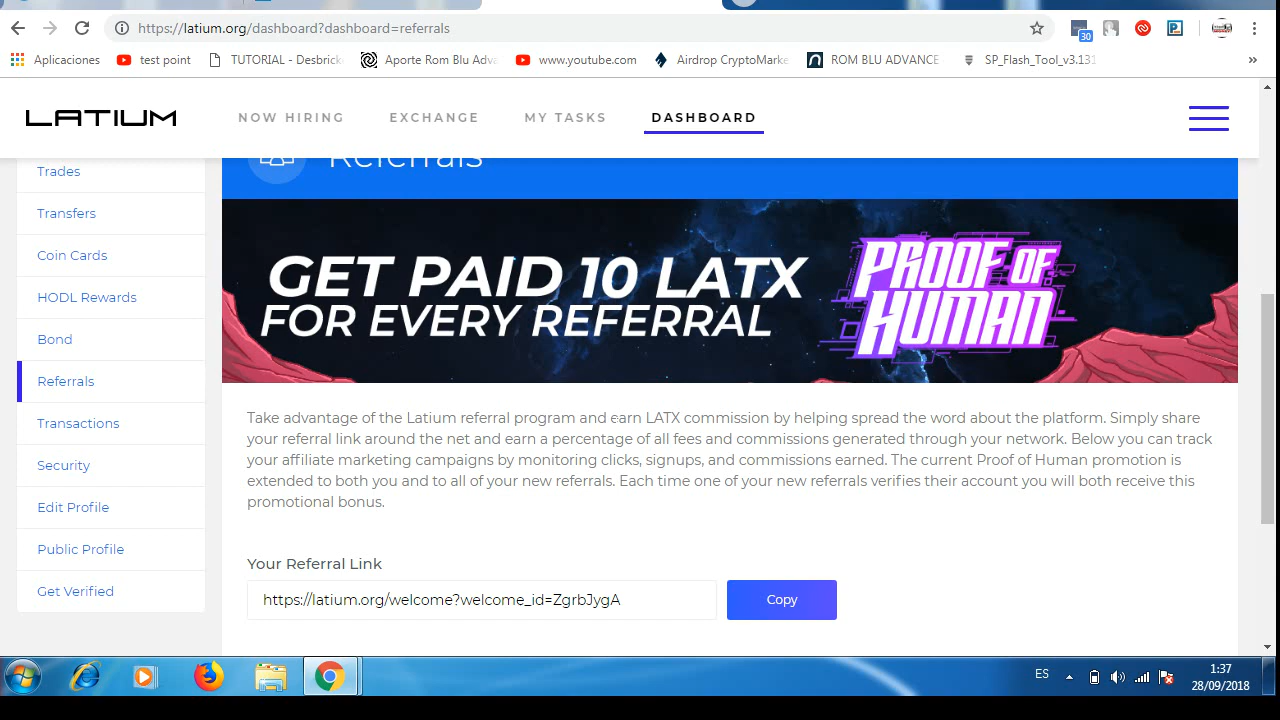 https://latium.org/dashboard?dashboard=referrals
30
Aplicaciones
test point
TUTORIAL - Desbrick
Aporte Rom Blu Adva
www.youtube.com
Airdrop CryptoMarke
ROM BLU ADVANCE
SP_Flash_Tool_v3.131
»
LATIUM
NOW HIRING
EXCHANGE
MY TASKS
DASHBOARD
Referrals
Trades
Transfers
Coin Cards
HODL Rewards
Bond
Referrals
Transactions
Security
Edit Profile
Public Profile
Get Verified
GET PAID 10 LATX
FOR EVERY REFERRAL
PROOF OF
HUMAN
Take advantage of the Latium referral program and earn LATX commission by helping spread the word about the platform. Simply share
your referral link around the net and earn a percentage of all fees and commissions generated through your network. Below you can track
your affiliate marketing campaigns by monitoring clicks, signups, and commissions earned. The current Proof of Human promotion is
extended to both you and to all of your new referrals. Each time one of your new referrals verifies their account you will both receive this
promotional bonus.
Your Referral Link
https://latium.org/welcome?welcome_id=ZgrbJygA
Copy
ES
1:37
28/09/2018